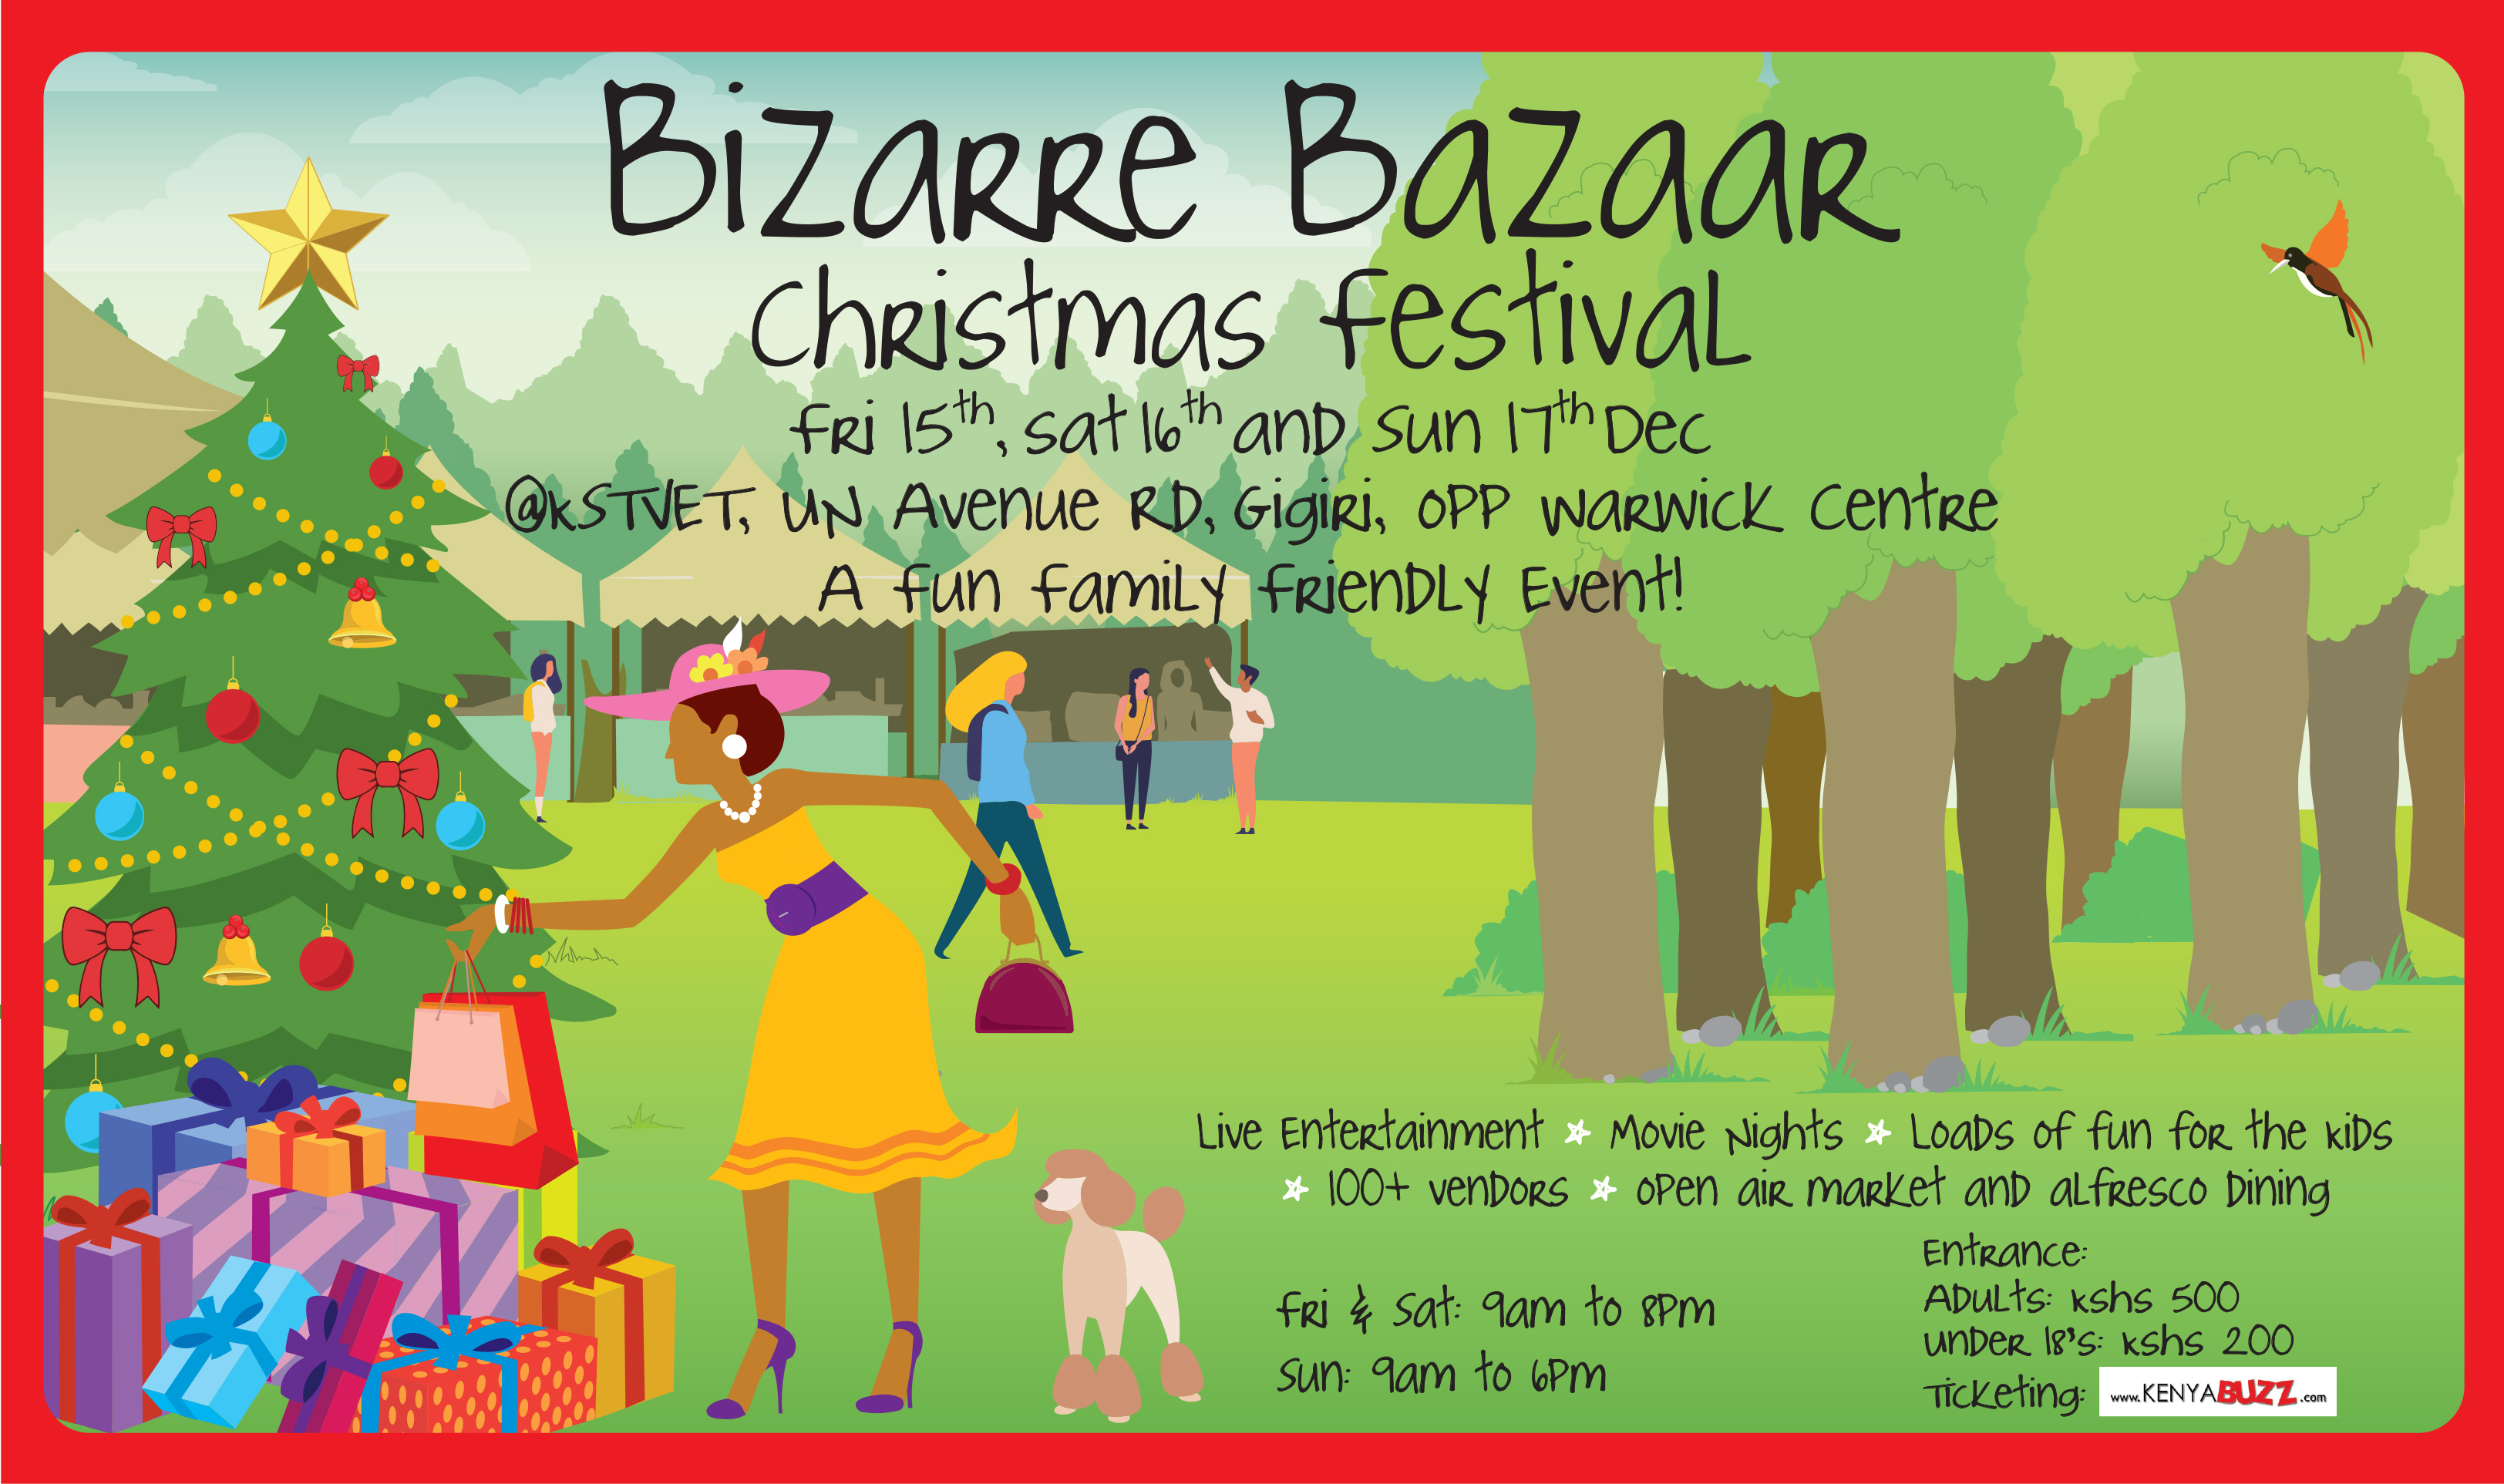 Bizarre Bazaar
Christmas Festival
Fri 15th, Sat 16th and Sun 17th Dec
@KSTVET, UN Avenue RD, Gigiri, OPP Warwick Centre
A fun family friendly Event!
Live Entertainment * Movie Nights * Loads of fun for the kids
* 100+ vendors * open air market and alfresco Dining
Fri & Sat: 9am to 8pm
Sun: 9am to 6pm
Entrance:
Adults: kshs 500
under 18's: kshs 200
Ticketing: www.KENYABUZZ.com